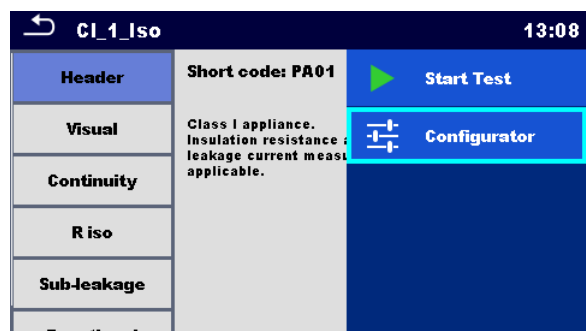 Cl_1_Iso
13:08
Header
Visual
Continuity
R iso
Sub-leakage
Short code: PA01
Class I appliance.
Insulation resistance
leakage current
applicable.
Start Test
Configurator